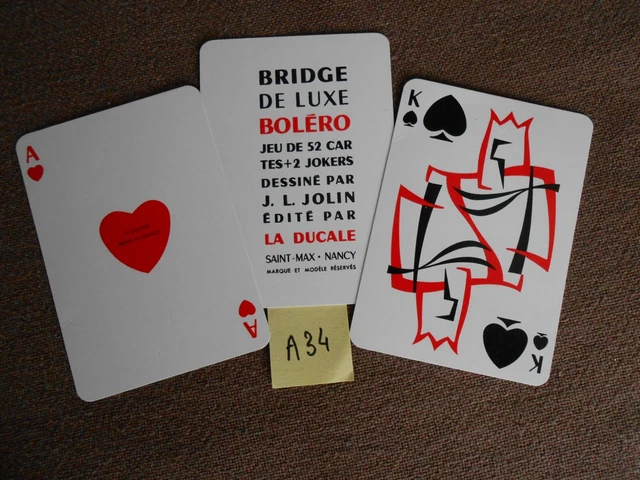 A
A
BRIDGE
DE LUXE
BOLÉRO
JEU DE 52 CAR
TES+2 JOKERS
DESSINÉ PAR
J. L. JOLIN
ÉDITÉ PAR
LA DUCALE
SAINT-MAX · NANCY
MARQUE ET MODÈLE RÉSERVÉS
A34
K
K